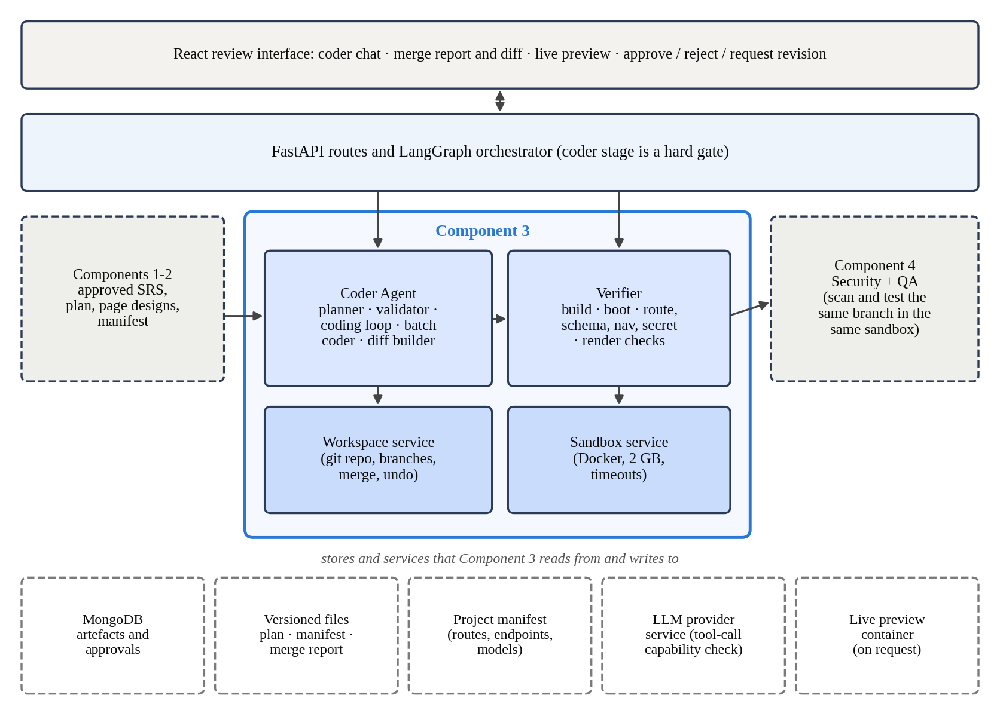 React review interface: coder chat · merge report and diff · live preview · approve / reject / request revision
FastAPI routes and LangGraph orchestrator (coder stage is a hard gate)
Components 1-2
approved SRS,
plan, page designs,
manifest
Component 3
Coder Agent
planner · validator ·
coding loop · batch
coder · diff builder
Verifier
build · boot · route,
schema, nav, secret
· render checks
Component 4
Security + QA
(scan and test the
same branch in the
same sandbox)
Workspace service
(git repo, branches,
merge, undo)
Sandbox service
(Docker, 2 GB,
timeouts)
stores and services that Component 3 reads from and writes to
MongoDB
artefacts and
approvals
Versioned files
plan · manifest ·
merge report
Project manifest
(routes, endpoints,
models)
LLM provider
service (tool-call
capability check)
Live preview
container
(on request)